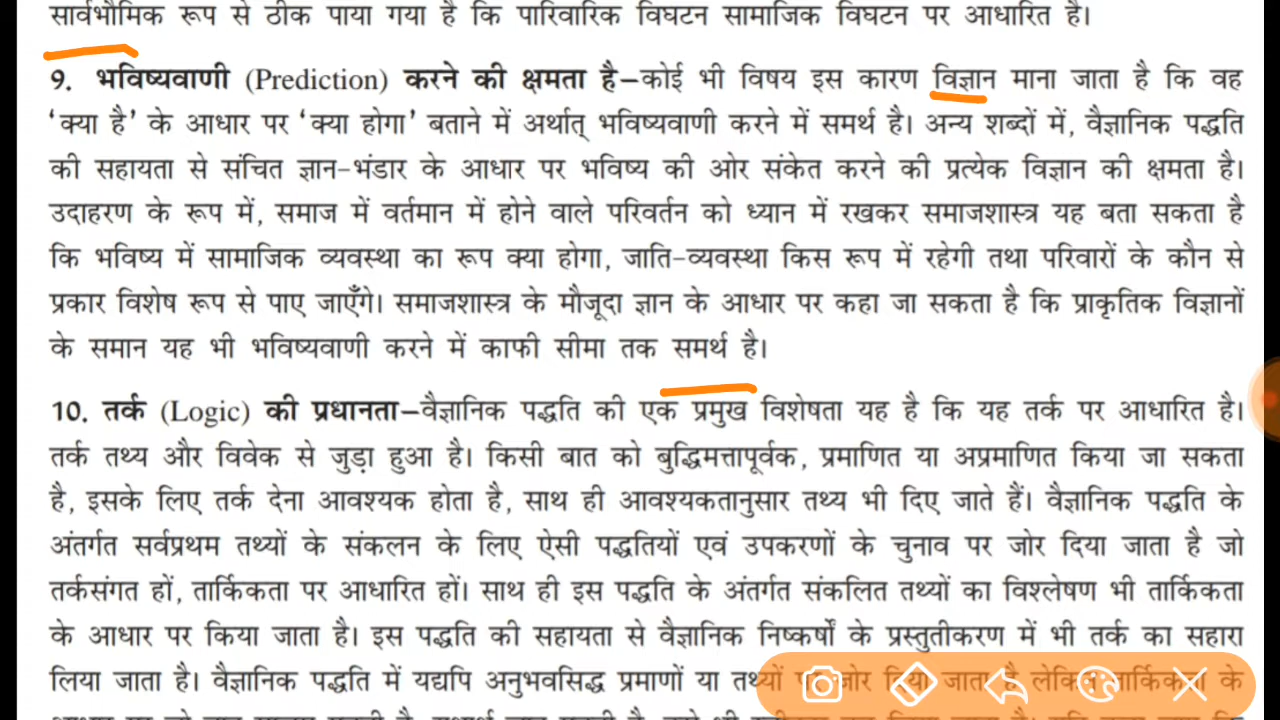 सार्वभौमिक रूप से ठीक पाया गया है कि पारिवारिक विघटन सामाजिक विघटन पर आधारित है।
9. भविष्यवाणी (Prediction) करने की क्षमता है–कोई भी विषय इस कारण विज्ञान माना जाता है कि वह
‘क्या है’ के आधार पर ‘क्या होगा’ बताने में अर्थात् भविष्यवाणी करने में समर्थ है। अन्य शब्दों में, वैज्ञानिक पद्धति
की सहायता से संचित ज्ञान-भंडार के आधार पर भविष्य की ओर संकेत करने की प्रत्येक विज्ञान की क्षमता है।
उदाहरण के रूप में, समाज में वर्तमान में होने वाले परिवर्तन को ध्यान में रखकर समाजशास्त्र यह बता सकता है
कि भविष्य में सामाजिक व्यवस्था का रूप क्या होगा, जाति-व्यवस्था किस रूप में रहेगी तथा परिवारों के कौन से
प्रकार विशेष रूप से पाए जाएँगे। समाजशास्त्र के मौजूदा ज्ञान के आधार पर कहा जा सकता है कि प्राकृतिक विज्ञानों
के समान यह भी भविष्यवाणी करने में काफी सीमा तक समर्थ है।
10. तर्क (Logic) की प्रधानता–वैज्ञानिक पद्धति की एक प्रमुख विशेषता यह है कि यह तर्क पर आधारित है।
तर्क तथ्य और विवेक से जुड़ा हुआ है। किसी बात को बुद्धिमत्तापूर्वक, प्रमाणित या अप्रमाणित किया जा सकता
है, इसके लिए तर्क देना आवश्यक होता है, साथ ही आवश्यकतानुसार तथ्य भी दिए जाते हैं। वैज्ञानिक पद्धति के
अंतर्गत सर्वप्रथम तथ्यों के संकलन के लिए ऐसी पद्धतियों एवं उपकरणों के चुनाव पर जोर दिया जाता है जो
तर्कसंगत हों, तार्किकता पर आधारित हों। साथ ही इस पद्धति के अंतर्गत संकलित तथ्यों का विश्लेषण भी तार्किकता
के आधार पर किया जाता है। इस पद्धति की सहायता से वैज्ञानिक निष्कर्षों के प्रस्तुतीकरण में भी तर्क का सहारा
लिया जाता है। वैज्ञानिक पद्धति में यद्यपि अनुभवसिद्ध प्रमाणों या तथ्यों पर जोर दिया जाता है लेकिन तार्किकता के